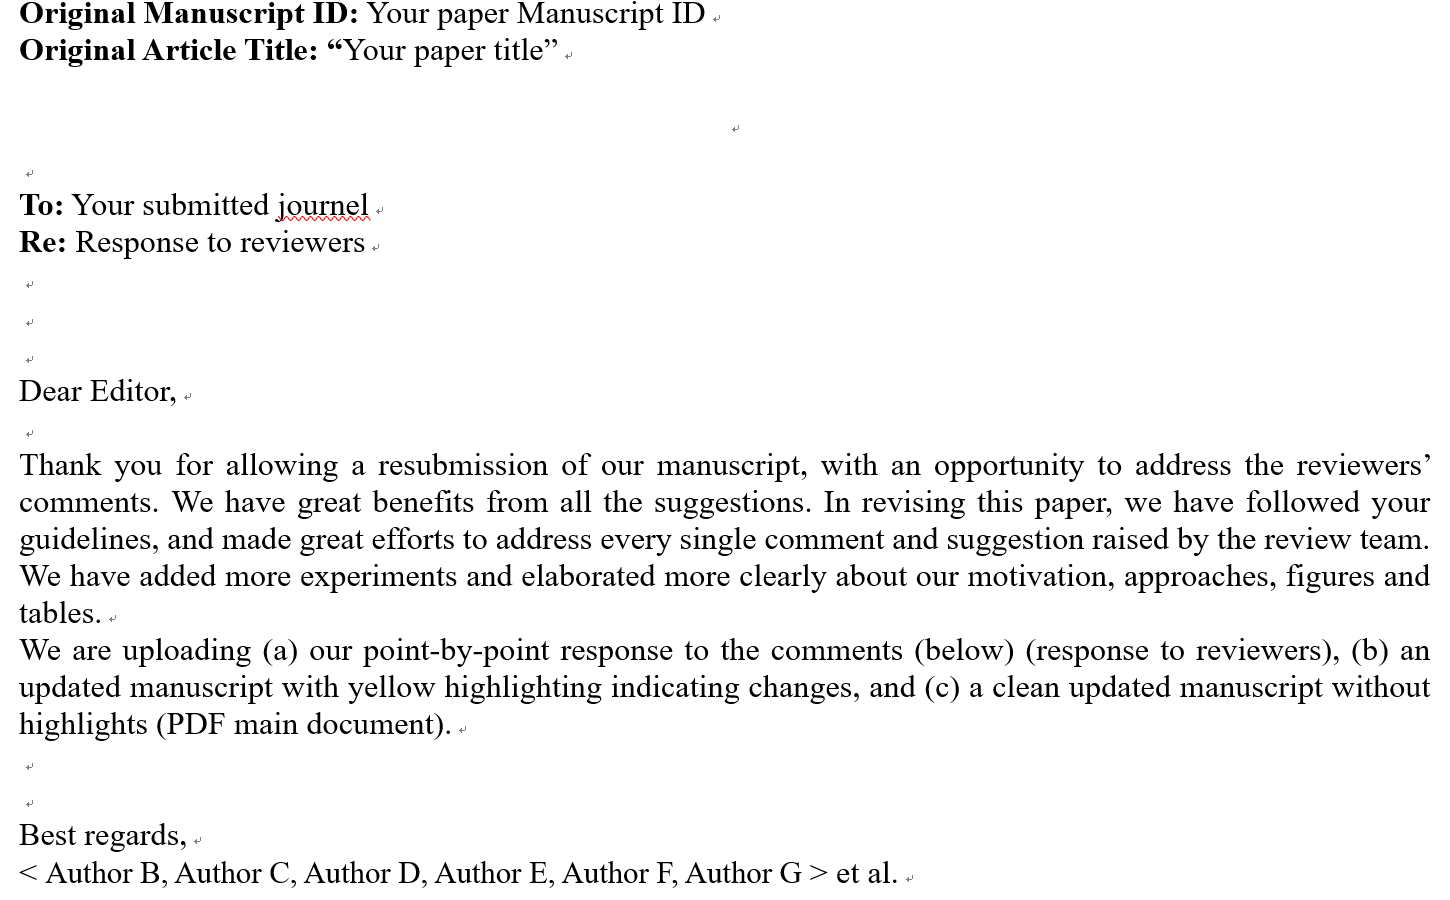 Original Manuscript ID: Your paper Manuscript ID
Original Article Title: “Your paper title”
To: Your submitted journel
Re: Response to reviewers
Dear Editor,
Thank you for allowing a resubmission of our manuscript, with an opportunity to address the reviewers’
comments. We have great benefits from all the suggestions. In revising this paper, we have followed your
guidelines, and made great efforts to address every single comment and suggestion raised by the review team.
We have added more experiments and elaborated more clearly about our motivation, approaches, figures and
tables.
We are uploading (a) our point-by-point response to the comments (below) (response to reviewers), (b) an
updated manuscript with yellow highlighting indicating changes, and (c) a clean updated manuscript without
highlights (PDF main document).
Best regards,
< Author B, Author C, Author D, Author E, Author F, Author G > et al.